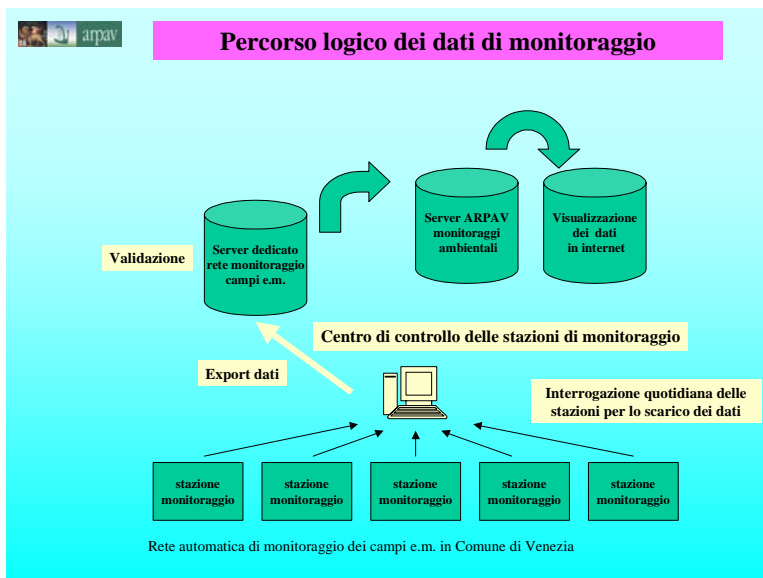 arpav
Percorso logico dei dati di monitoraggio
Server ARPAV
monitoraggi
ambientali
Visualizzazione
dei dati
in internet
Validazione
Server dedicato
rete monitoraggio
campi e.m.
Centro di controllo delle stazioni di monitoraggio
Export dati
Interrogazione quotidiana delle
stazioni per lo scarico dei dati
stazione
monitoraggio
stazione
monitoraggio
stazione
monitoraggio
stazione
monitoraggio
stazione
monitoraggio
Rete automatica di monitoraggio dei campi e.m. in Comune di Venezia